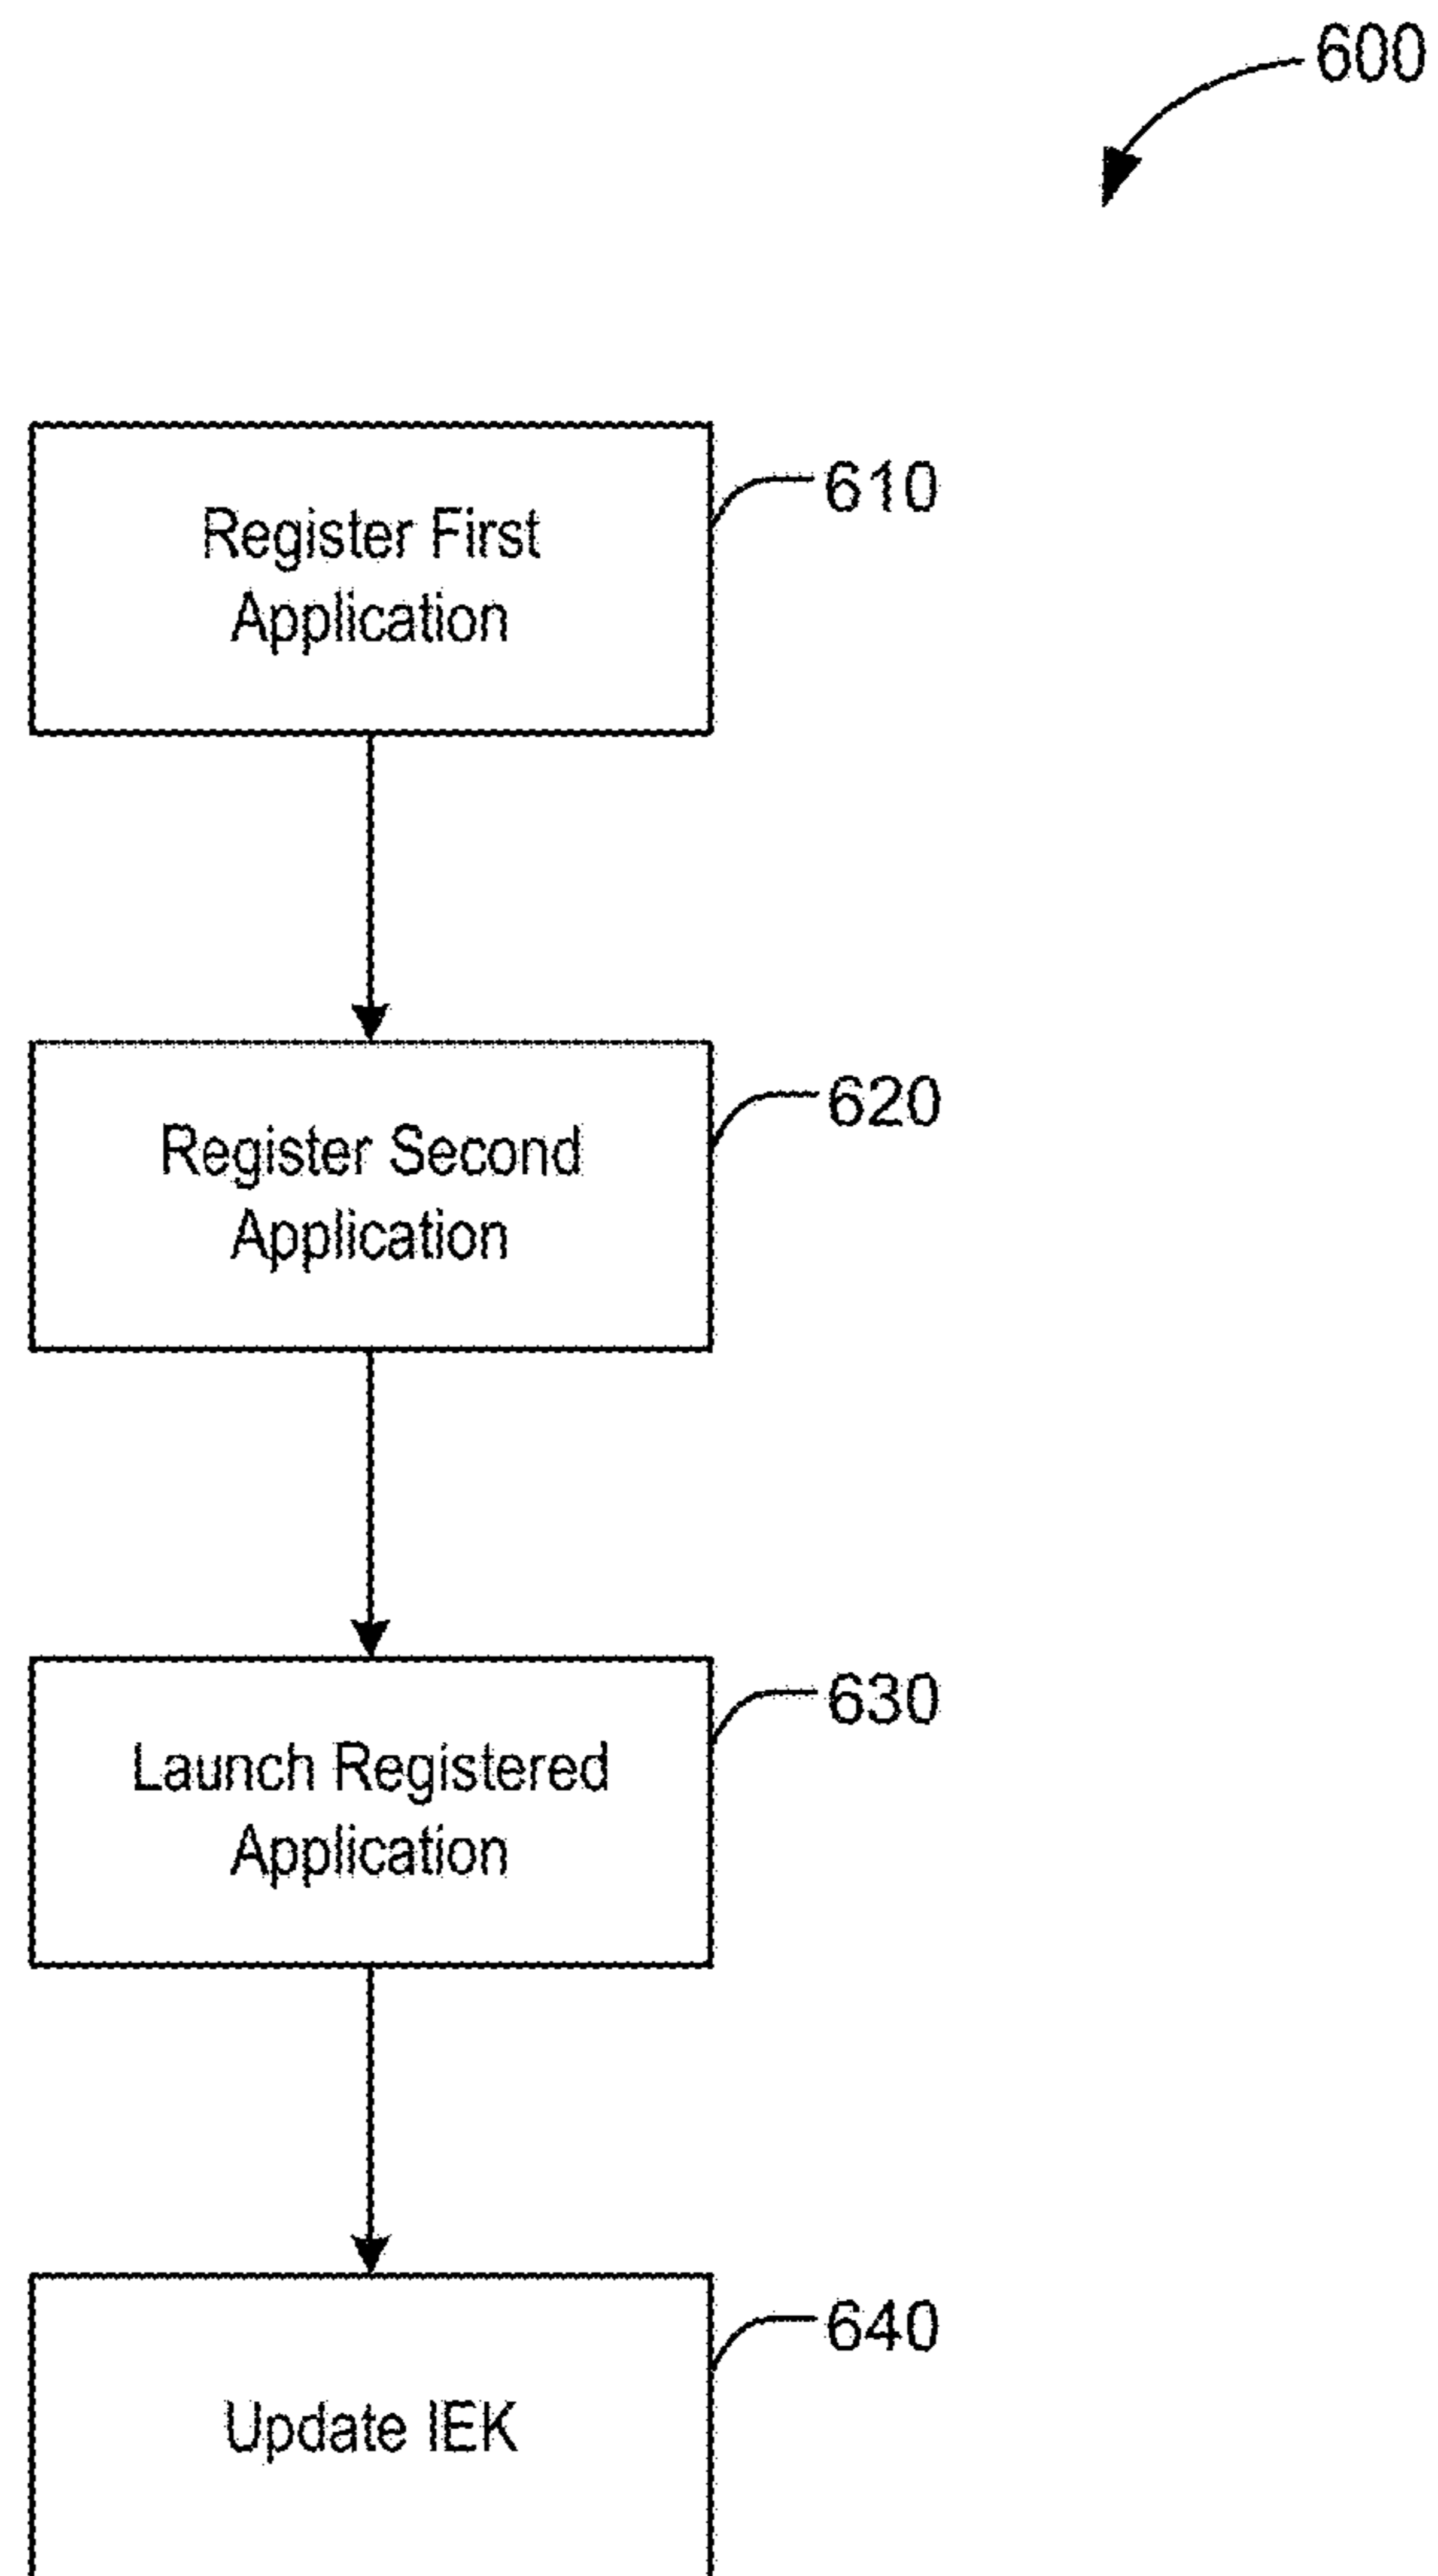 600
Register First
Application
610
Register Second
Application
620
Launch Registered
Application
630
Update IEK
640